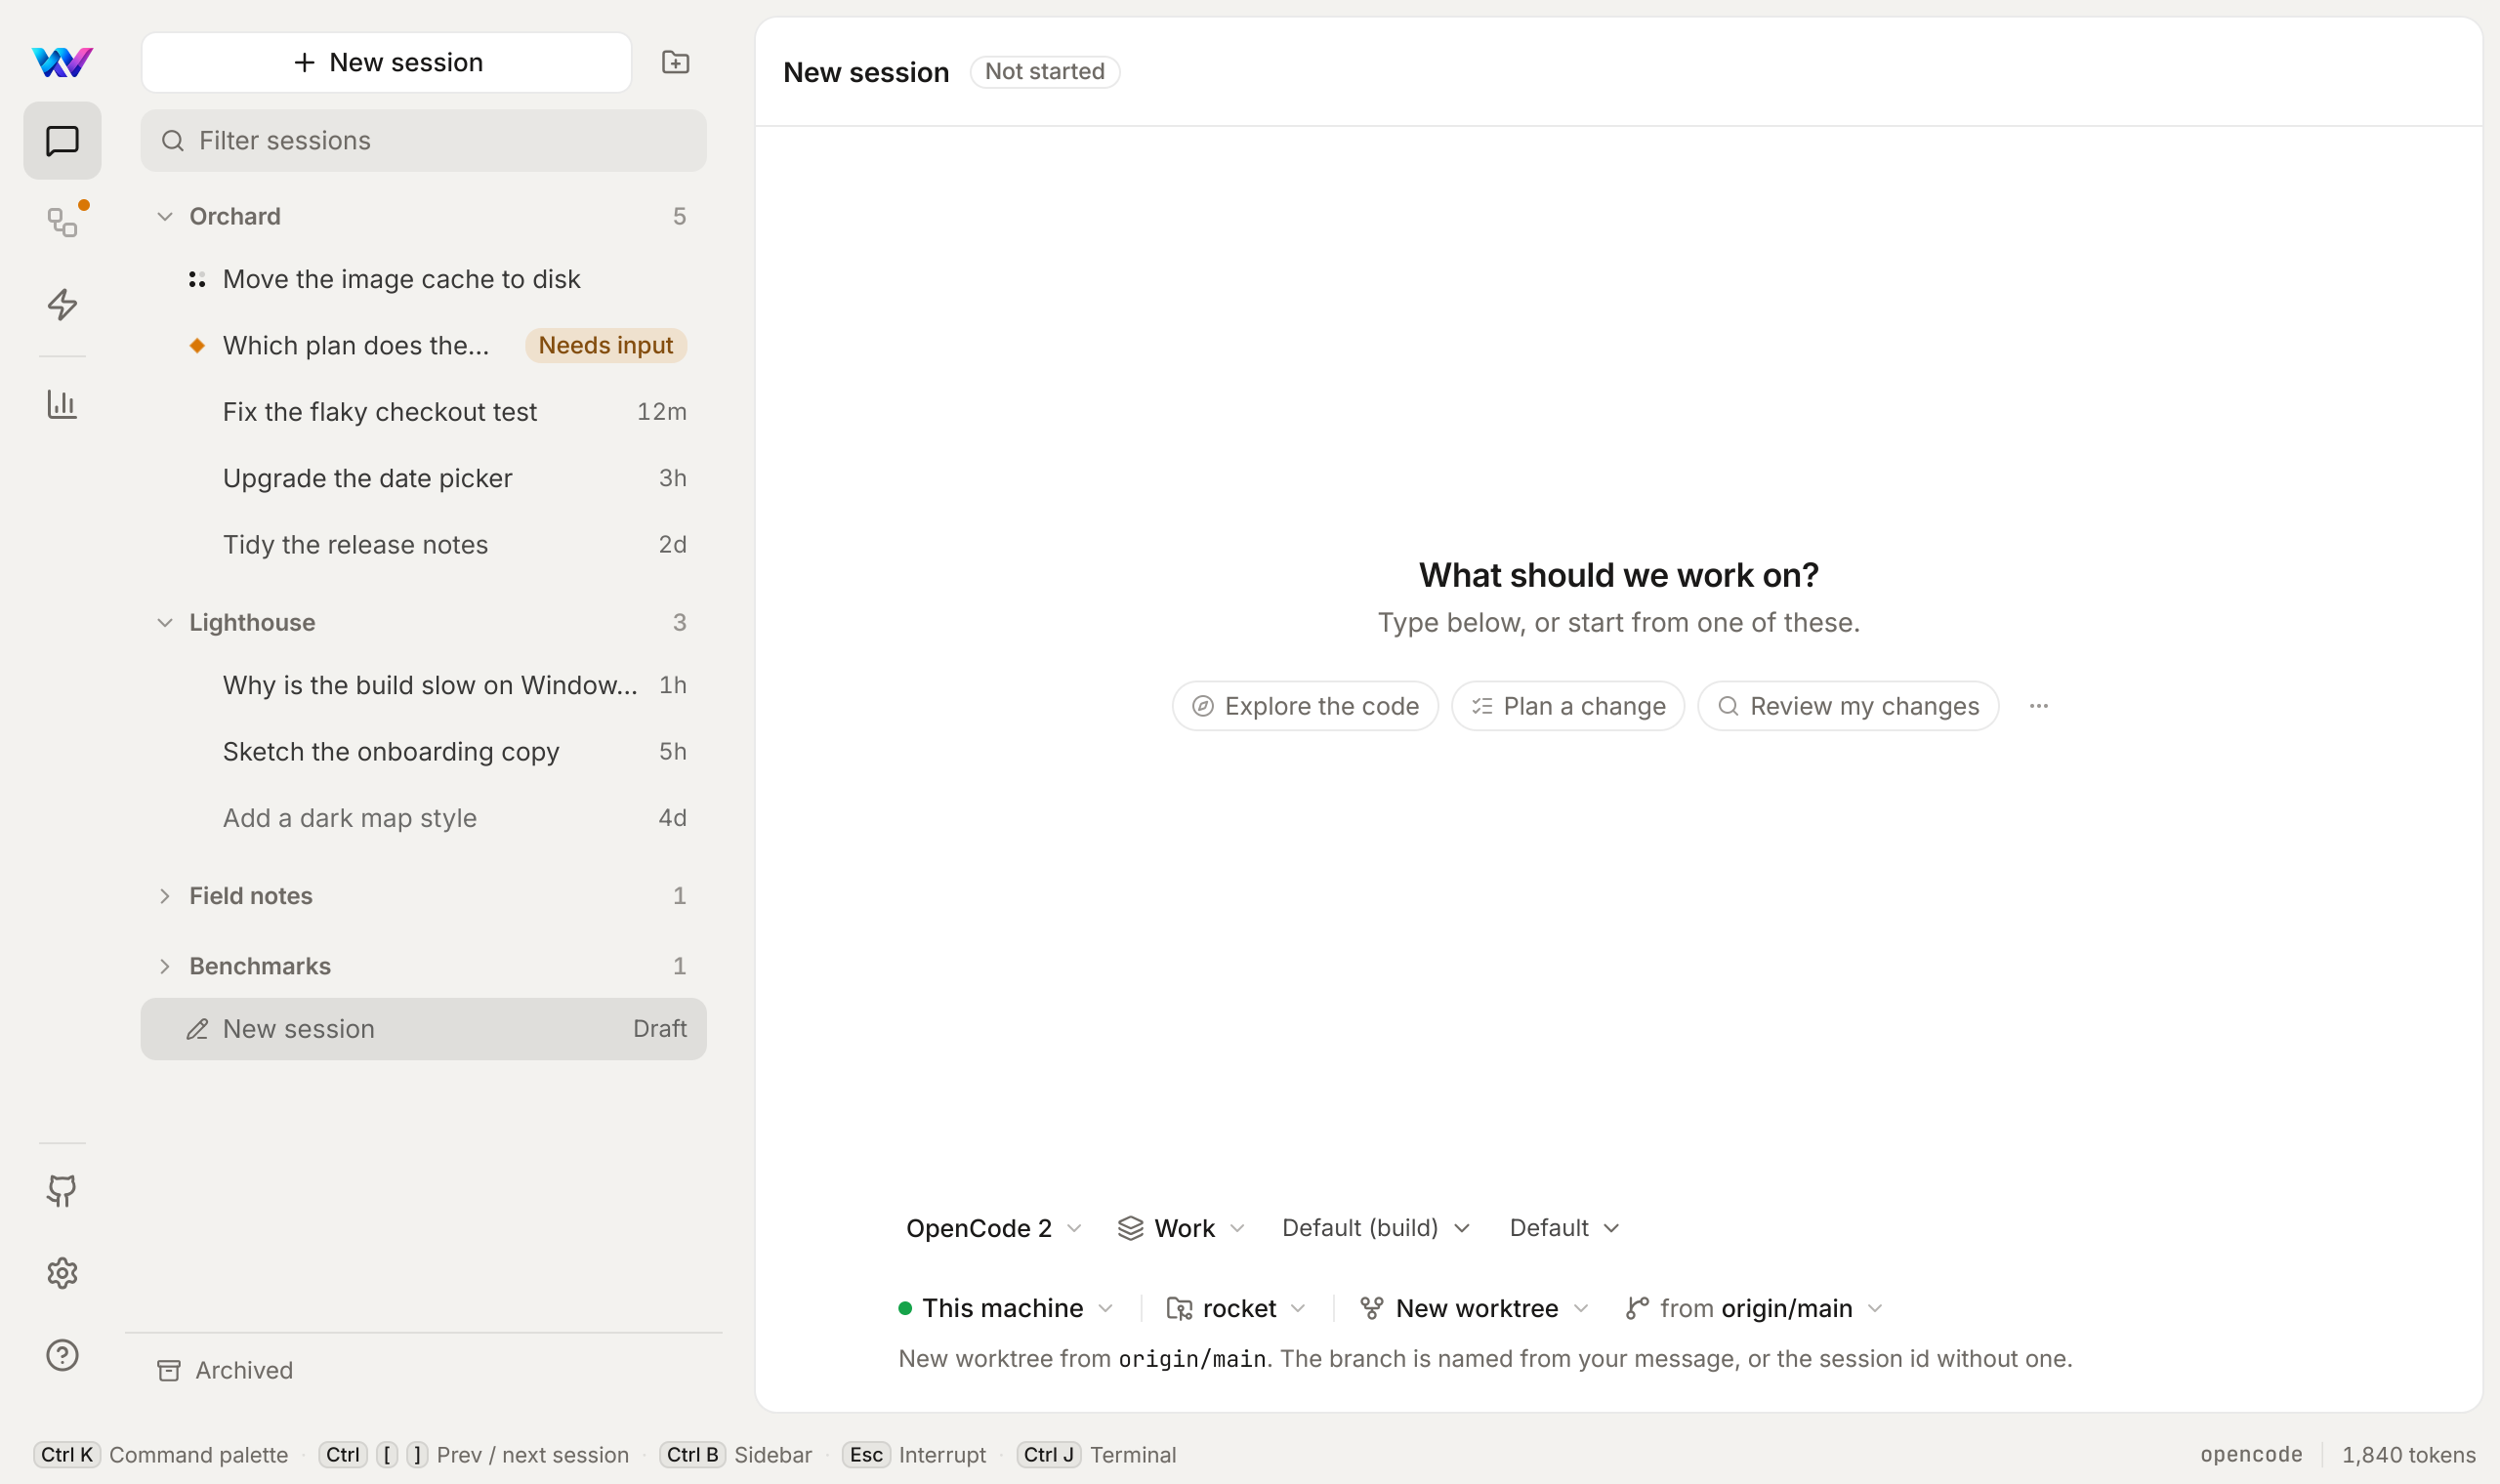 New session
Filter sessions
Orchard 5
Move the image cache to disk
Which plan does the... Needs input
Fix the flaky checkout test 12m
Upgrade the date picker 3h
Tidy the release notes 2d
Lighthouse 3
Why is the build slow on Window... 1h
Sketch the onboarding copy 5h
Add a dark map style 4d
Field notes 1
Benchmarks 1
New session Draft
Archived
New session Not started
What should we work on?
Type below, or start from one of these.
Explore the code Plan a change Review my changes
OpenCode 2 Work Default (build) Default
This machine rocket New worktree from origin/main
New worktree from origin/main. The branch is named from your message, or the session id without one.
Ctrl K Command palette · Ctrl [ ] Prev / next session · Ctrl B Sidebar · Esc Interrupt · Ctrl J Terminal opencode 1,840 tokens